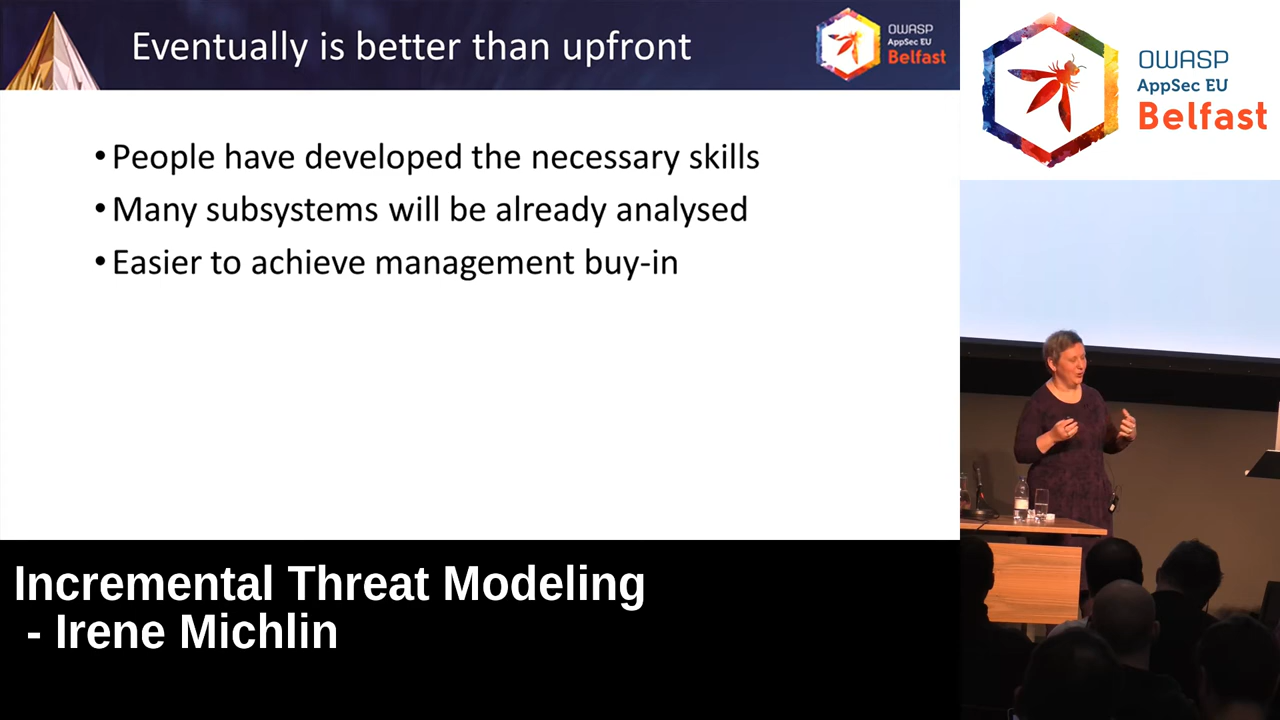 Eventually is better than upfront
OWASP
AppSec EU
Belfast
• People have developed the necessary skills
• Many subsystems will be already analysed
• Easier to achieve management buy-in
OWASP
AppSec EU
Belfast
Incremental Threat Modeling
- Irene Michlin